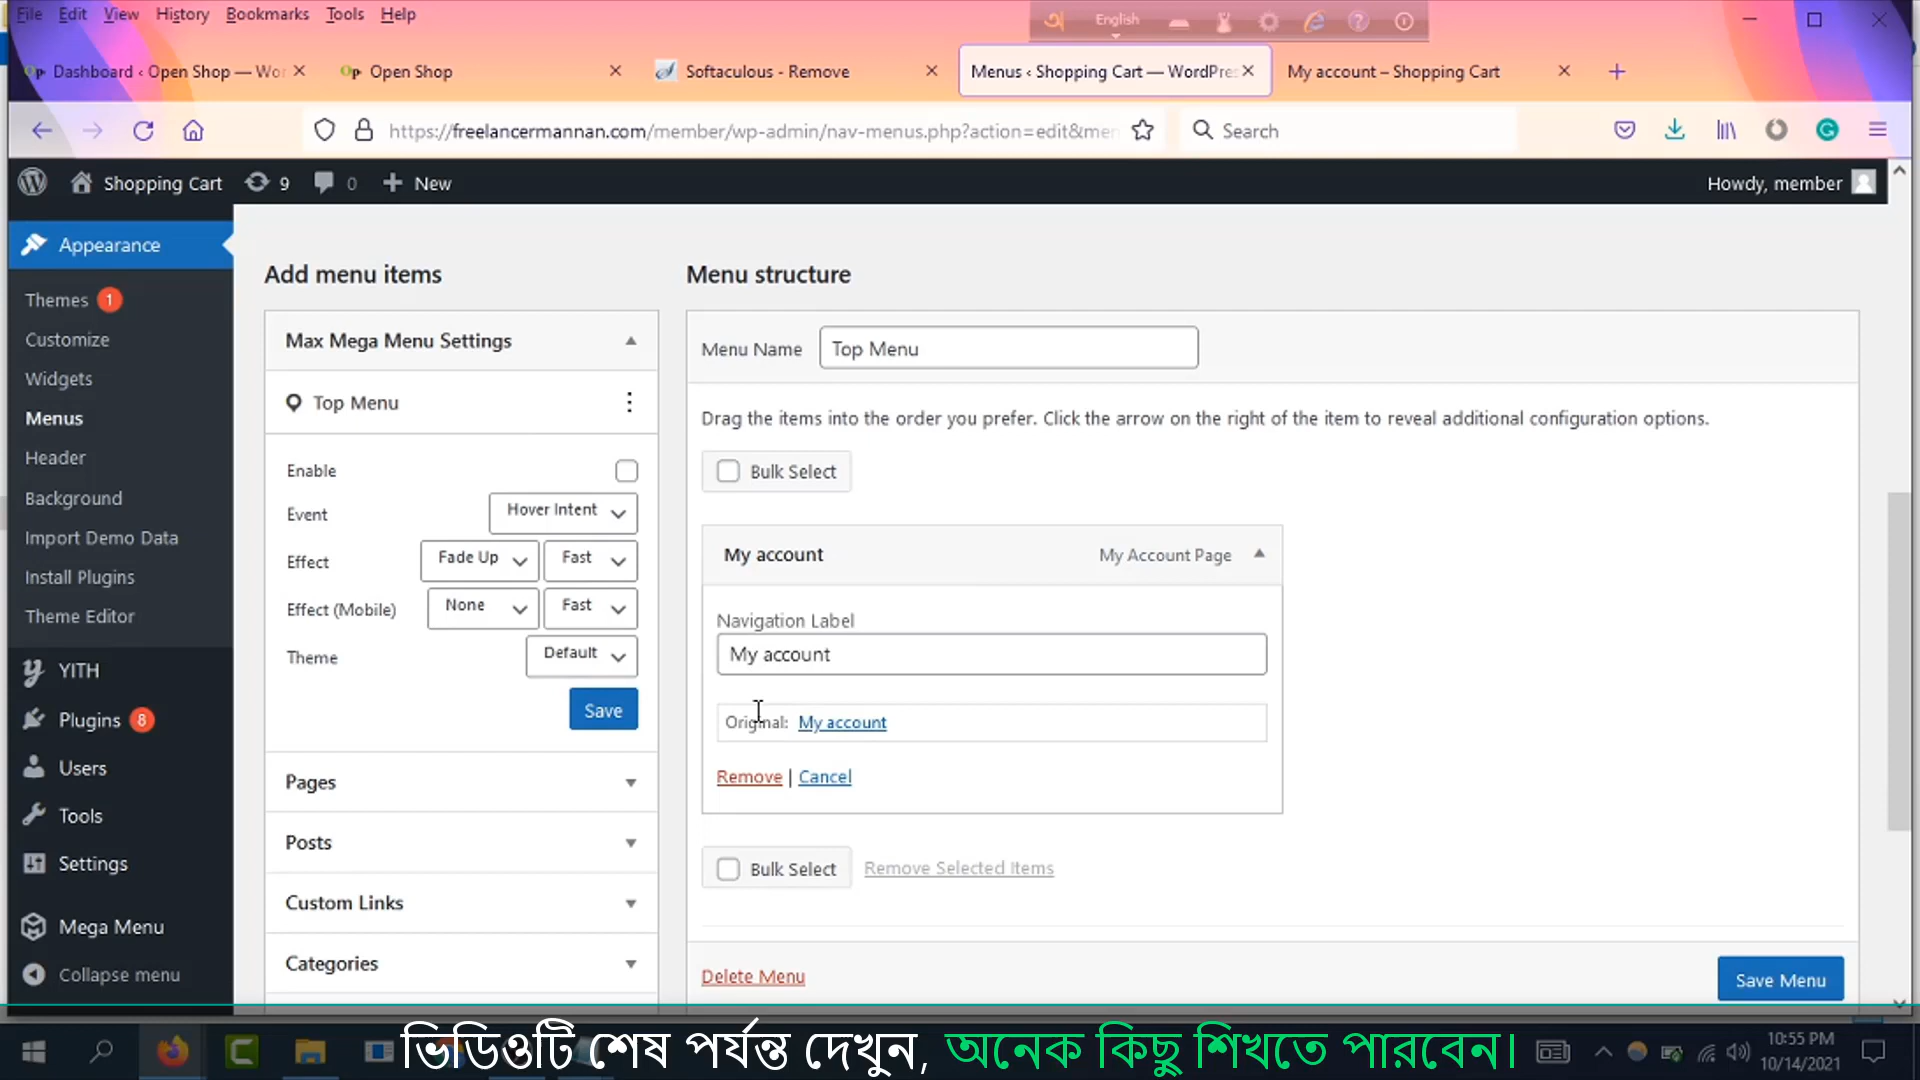 File Edit View History Bookmarks Tools Help
English
Dashboard ‹ Open Shop — Wor
Open Shop
Softaculous - Remove
Menus ‹ Shopping Cart — WordPres
My account – Shopping Cart
https://freelancermannan.com/member/wp-admin/nav-menus.php?action=edit&me
Search
Shopping Cart 9 0 New
Howdy, member
Appearance
Themes 1
Customize
Widgets
Menus
Header
Background
Import Demo Data
Install Plugins
Theme Editor
YITH
Plugins 8
Users
Tools
Settings
Mega Menu
Collapse menu
Add menu items
Max Mega Menu Settings
Top Menu
Enable
Event Hover Intent
Effect Fade Up Fast
Effect (Mobile) None Fast
Theme Default
Save
Pages
Posts
Custom Links
Categories
Menu structure
Menu Name Top Menu
Drag the items into the order you prefer. Click the arrow on the right of the item to reveal additional configuration options.
Bulk Select
My account My Account Page
Navigation Label
My account
Original: My account
Remove | Cancel
Bulk Select Remove Selected Items
Delete Menu
Save Menu
ভিডিওটি শেষ পর্যন্ত দেখুন, অনেক কিছু শিখতে পারবেন।
10:55 PM
10/14/2021